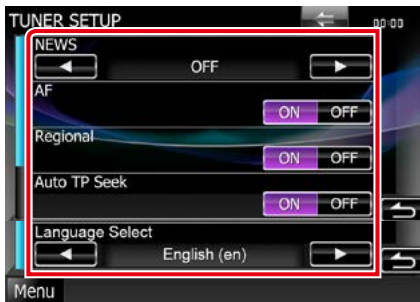 TUNER SETUP 00:00
NEWS
OFF
AF
ON OFF
Regional
ON OFF
Auto TP Seek
ON OFF
Language Select
English (en)
Menu